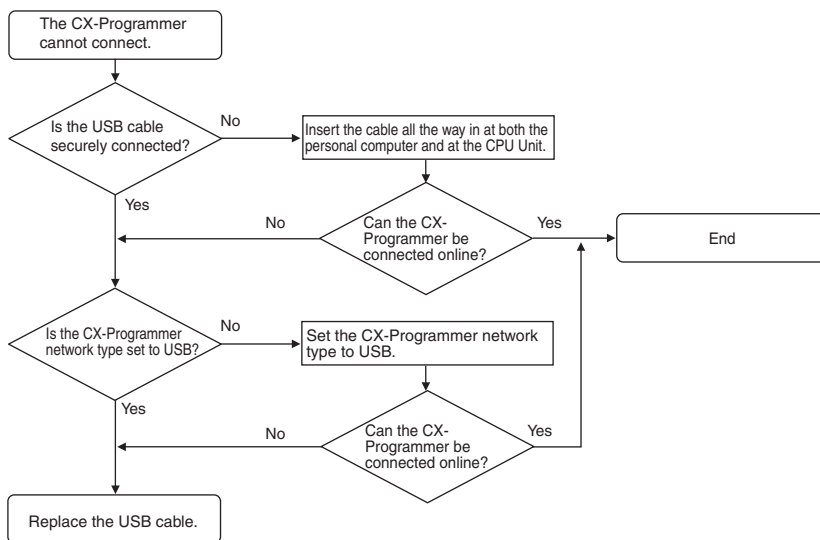 The CX-Programmer
cannot connect.
Is the USB cable
securely connected?
No
Insert the cable all the way in at both the
personal computer and at the CPU Unit.
Yes
No
Can the CX-
Programmer be
connected online?
Yes
End
Is the CX-Programmer
network type set to USB?
No
Set the CX-Programmer network
type to USB.
Yes
No
Can the CX-
Programmer be
connected online?
Yes
Replace the USB cable.